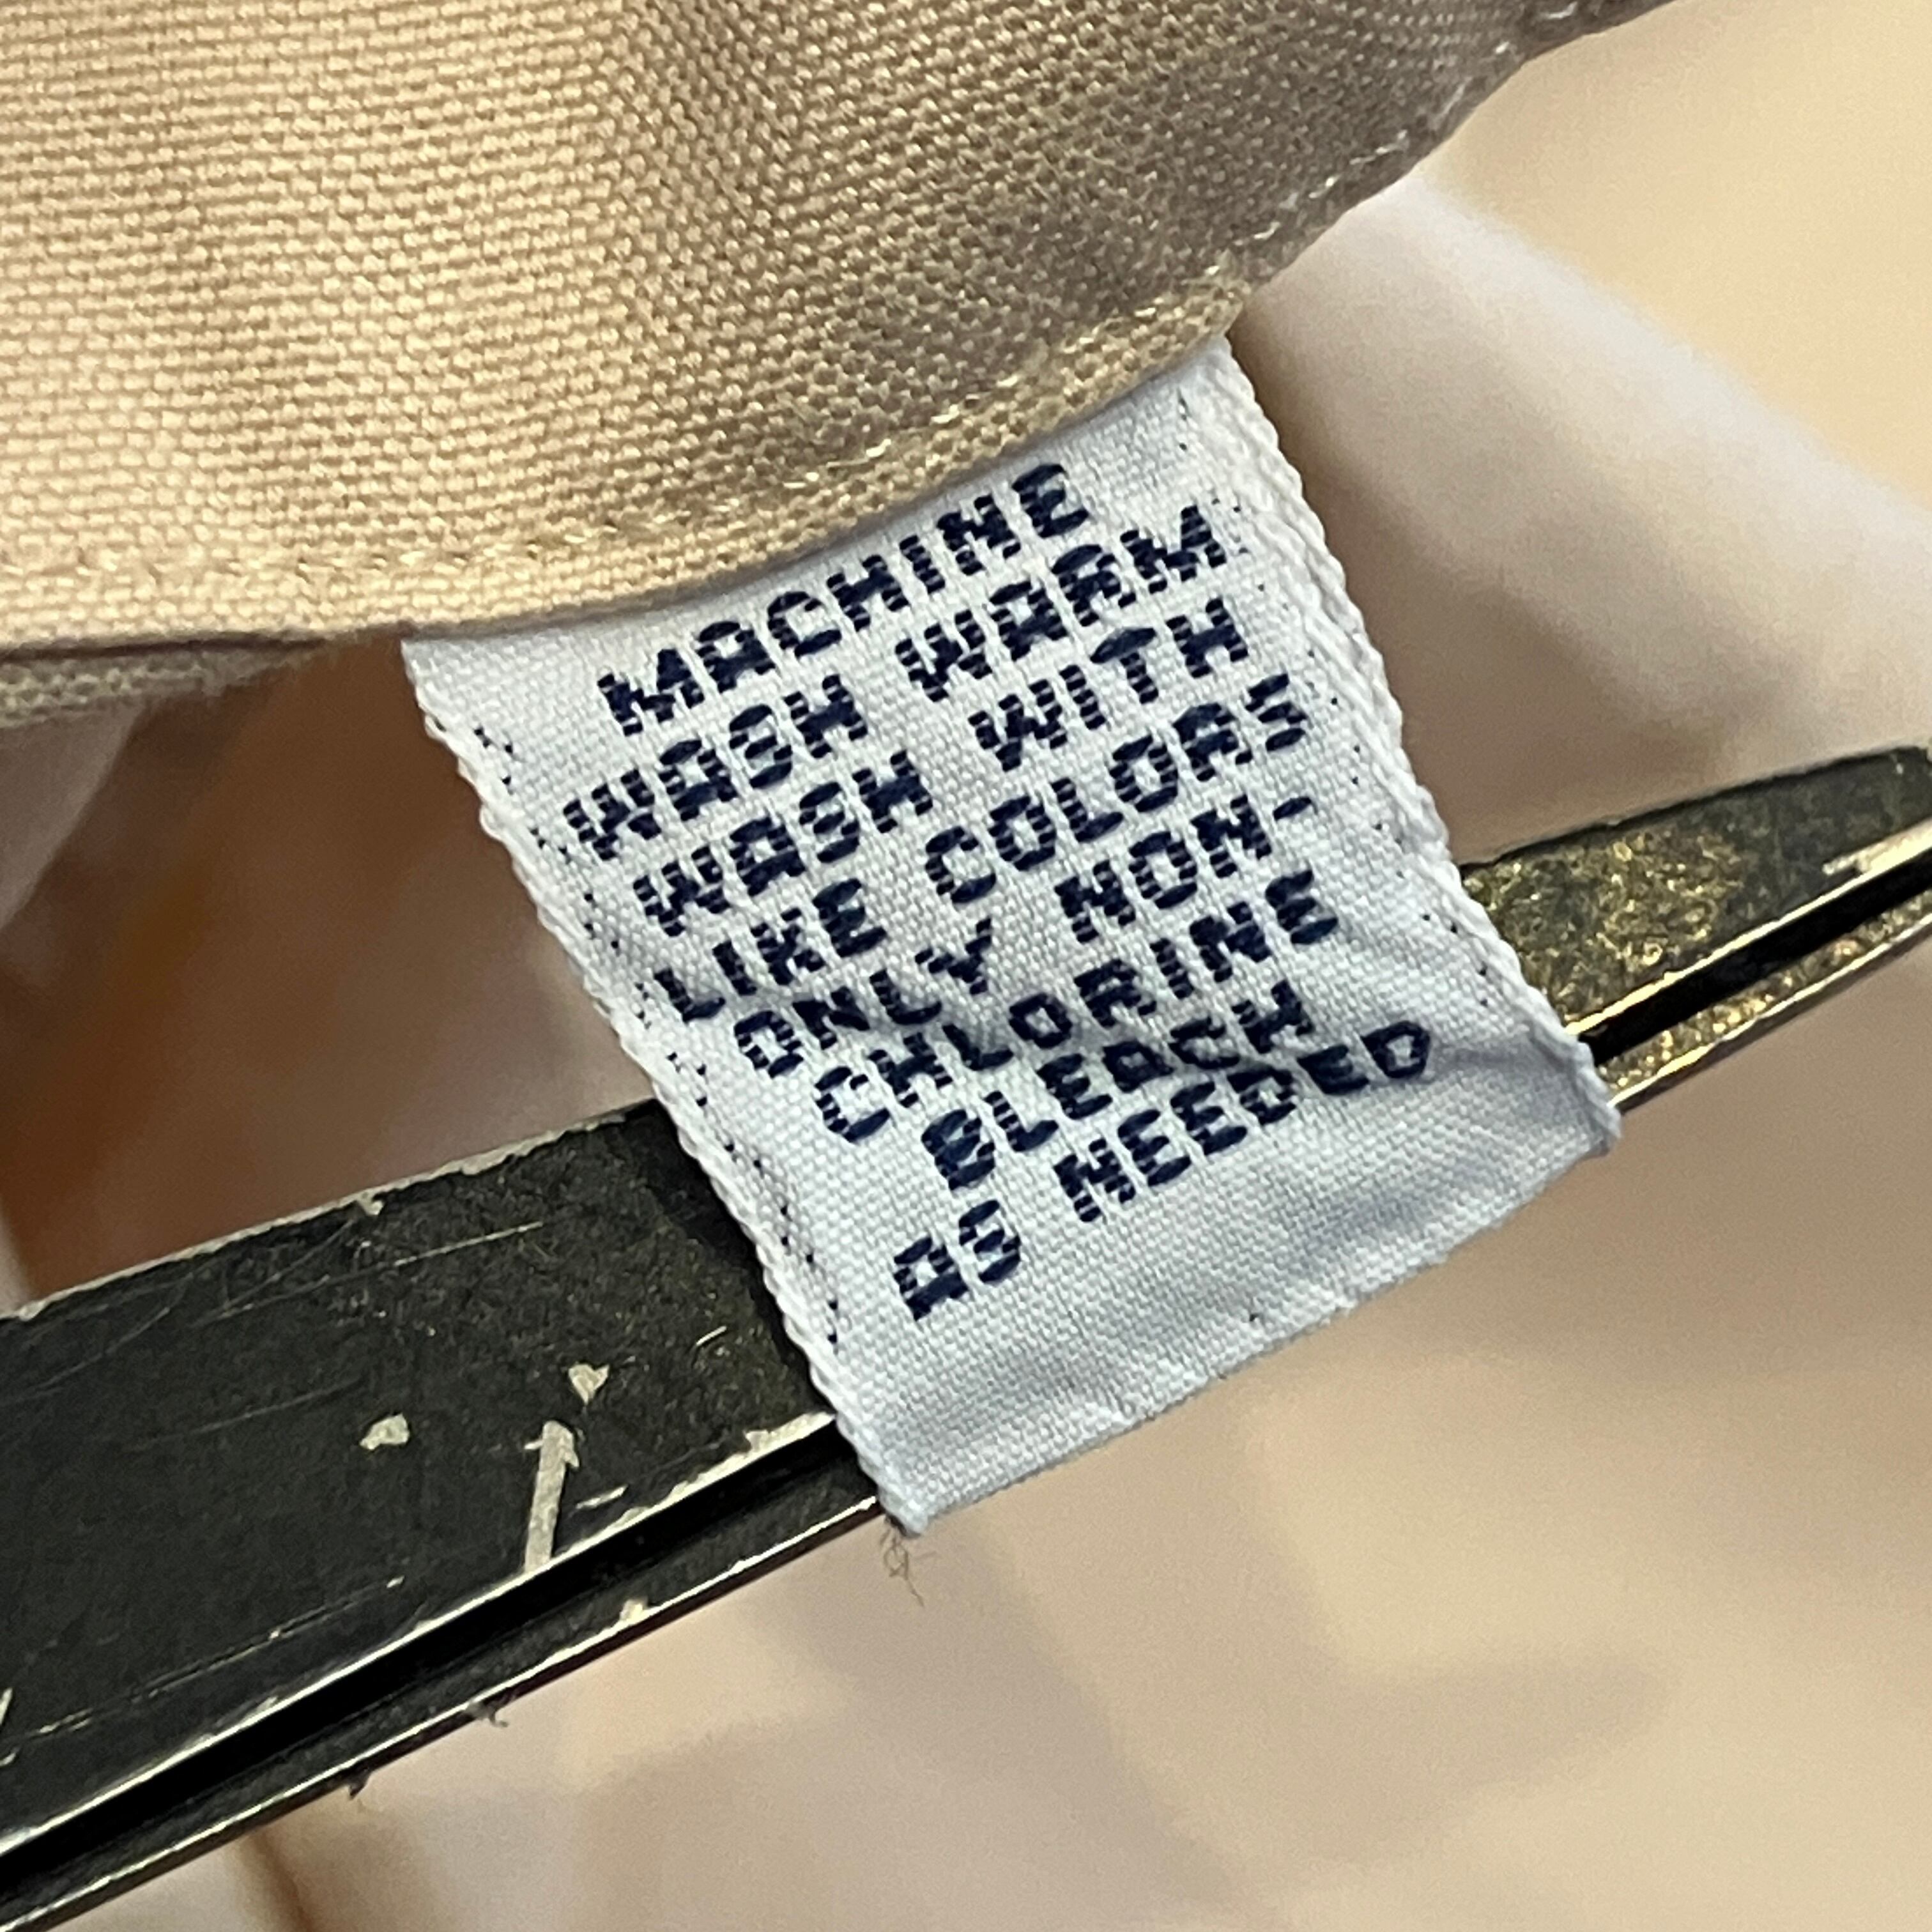 MACHINE
WASH WARM
WASH WITH
LIKE COLORS
ONLY NON-
CHLORINE
BLEACH
AS NEEDED